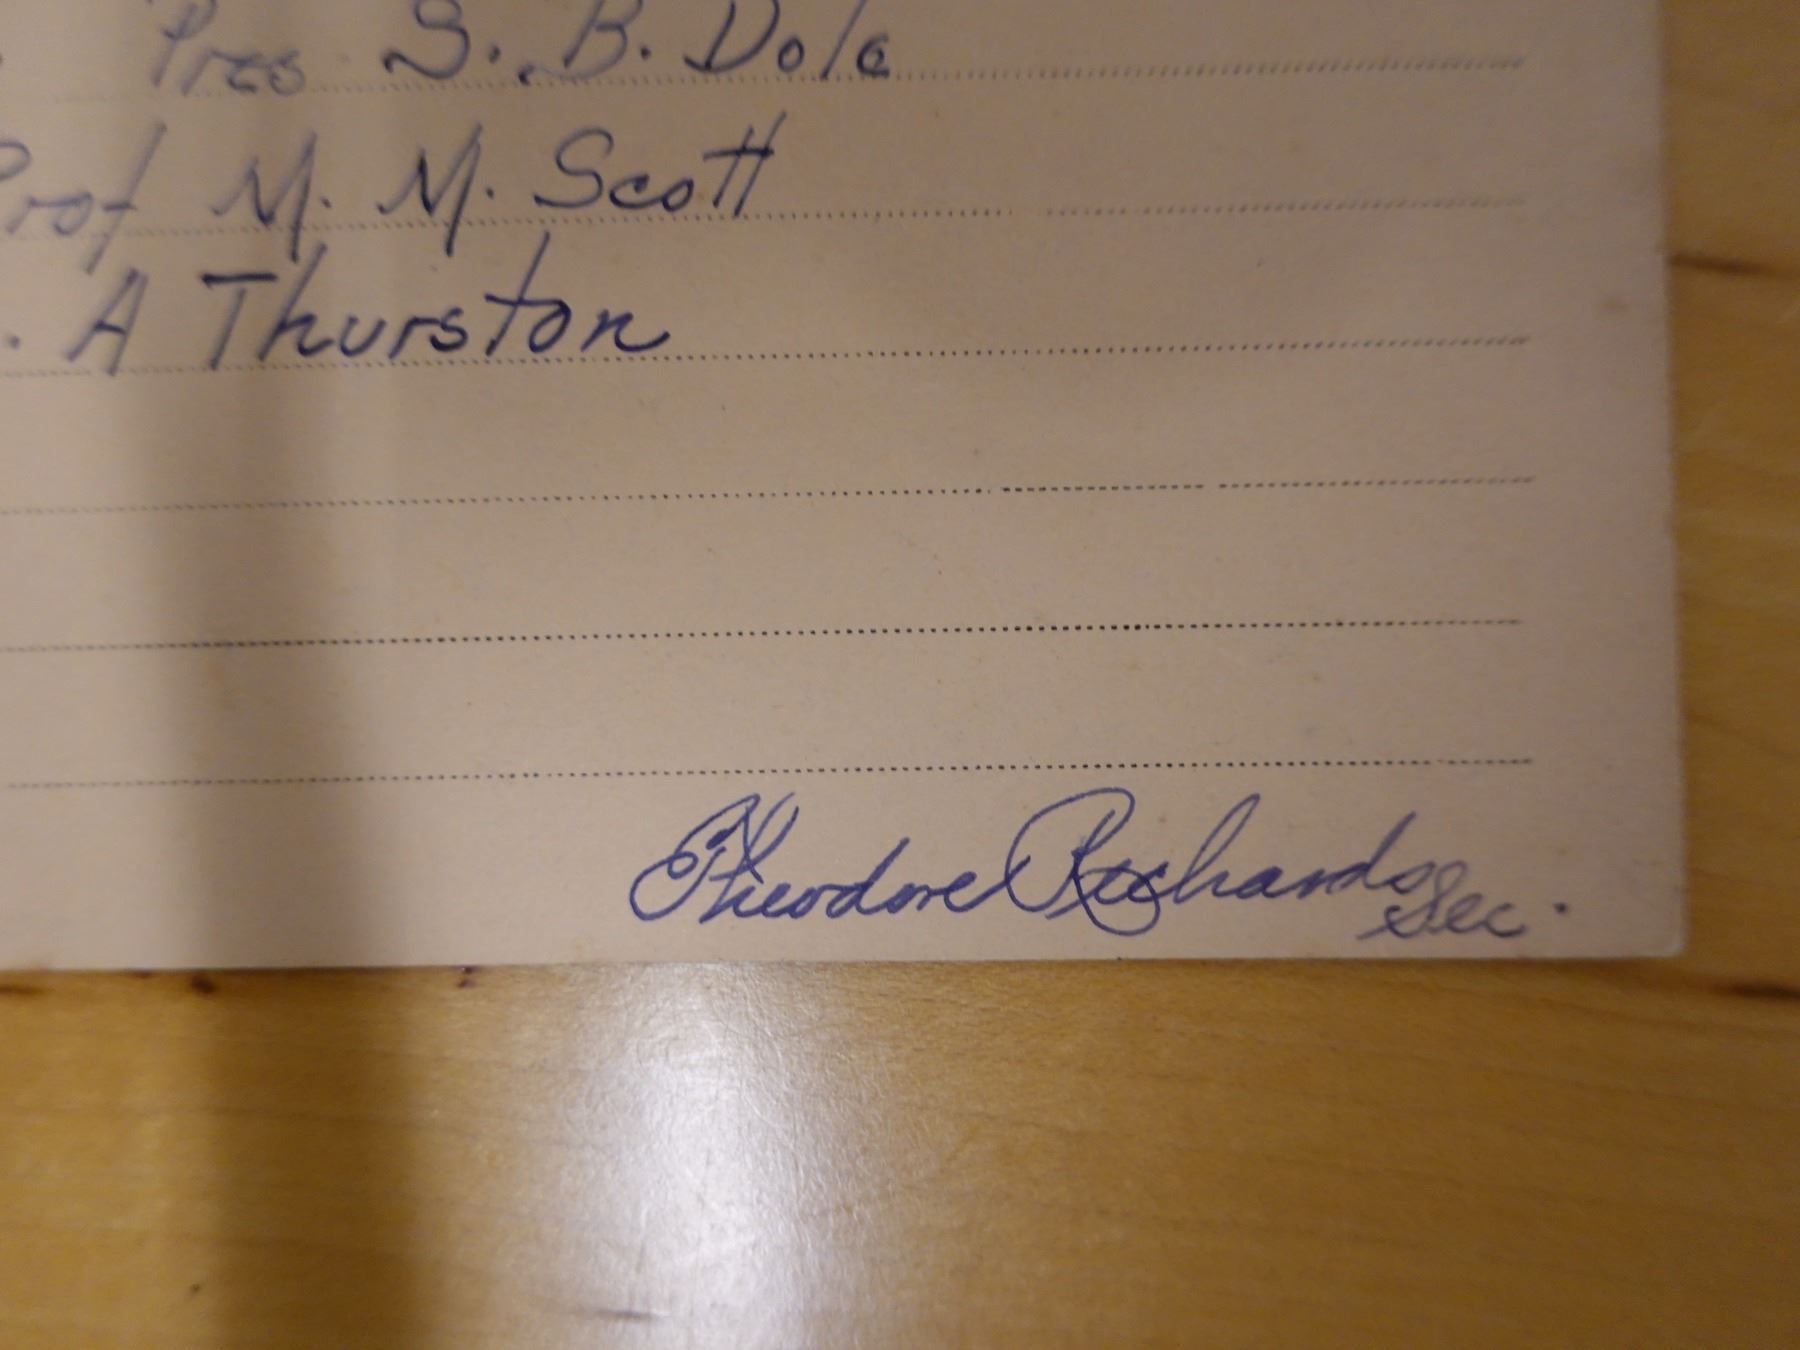 Pres S. B. Dole
Prof M. M. Scott
. A Thurston
Theodore Richards Sec.